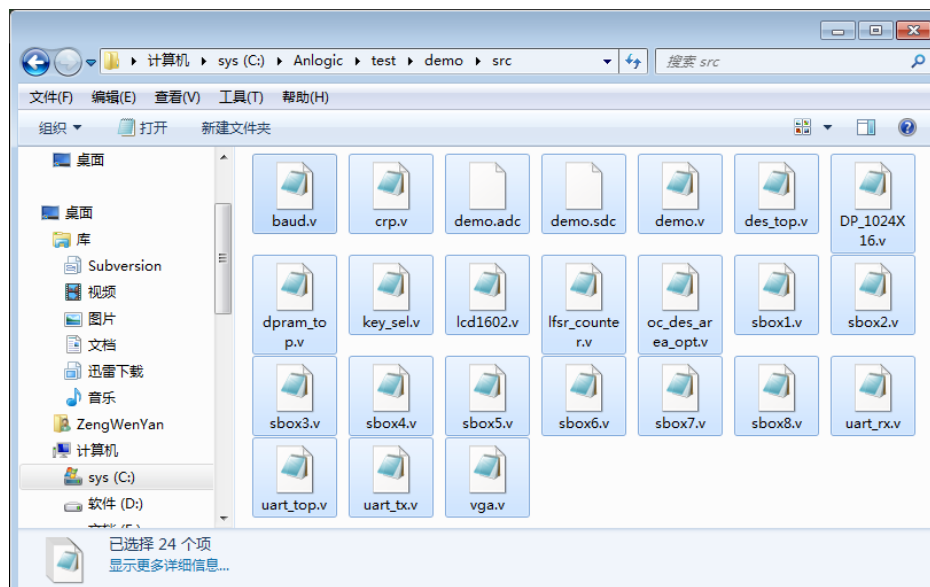 计算机 sys (C:) Anlogic test demo src 搜索 src
文件(F) 编辑(E) 查看(V) 工具(T) 帮助(H)
组织 打开 新建文件夹
桌面
桌面
库
Subversion
视频
图片
文档
迅雷下载
音乐
ZengWenYan
计算机
sys (C:)
软件 (D:)
baud.v crp.v demo.adc demo.sdc demo.v des_top.v DP_1024X
16.v
dpram_to key_sel.v lcd1602.v lfsr_counte oc_des_ar sbox1.v sbox2.v
p.v r.v ea_opt.v
sbox3.v sbox4.v sbox5.v sbox6.v sbox7.v sbox8.v uart_rx.v
uart_top.v uart_tx.v vga.v
已选择 24 个项
显示更多详细信息...